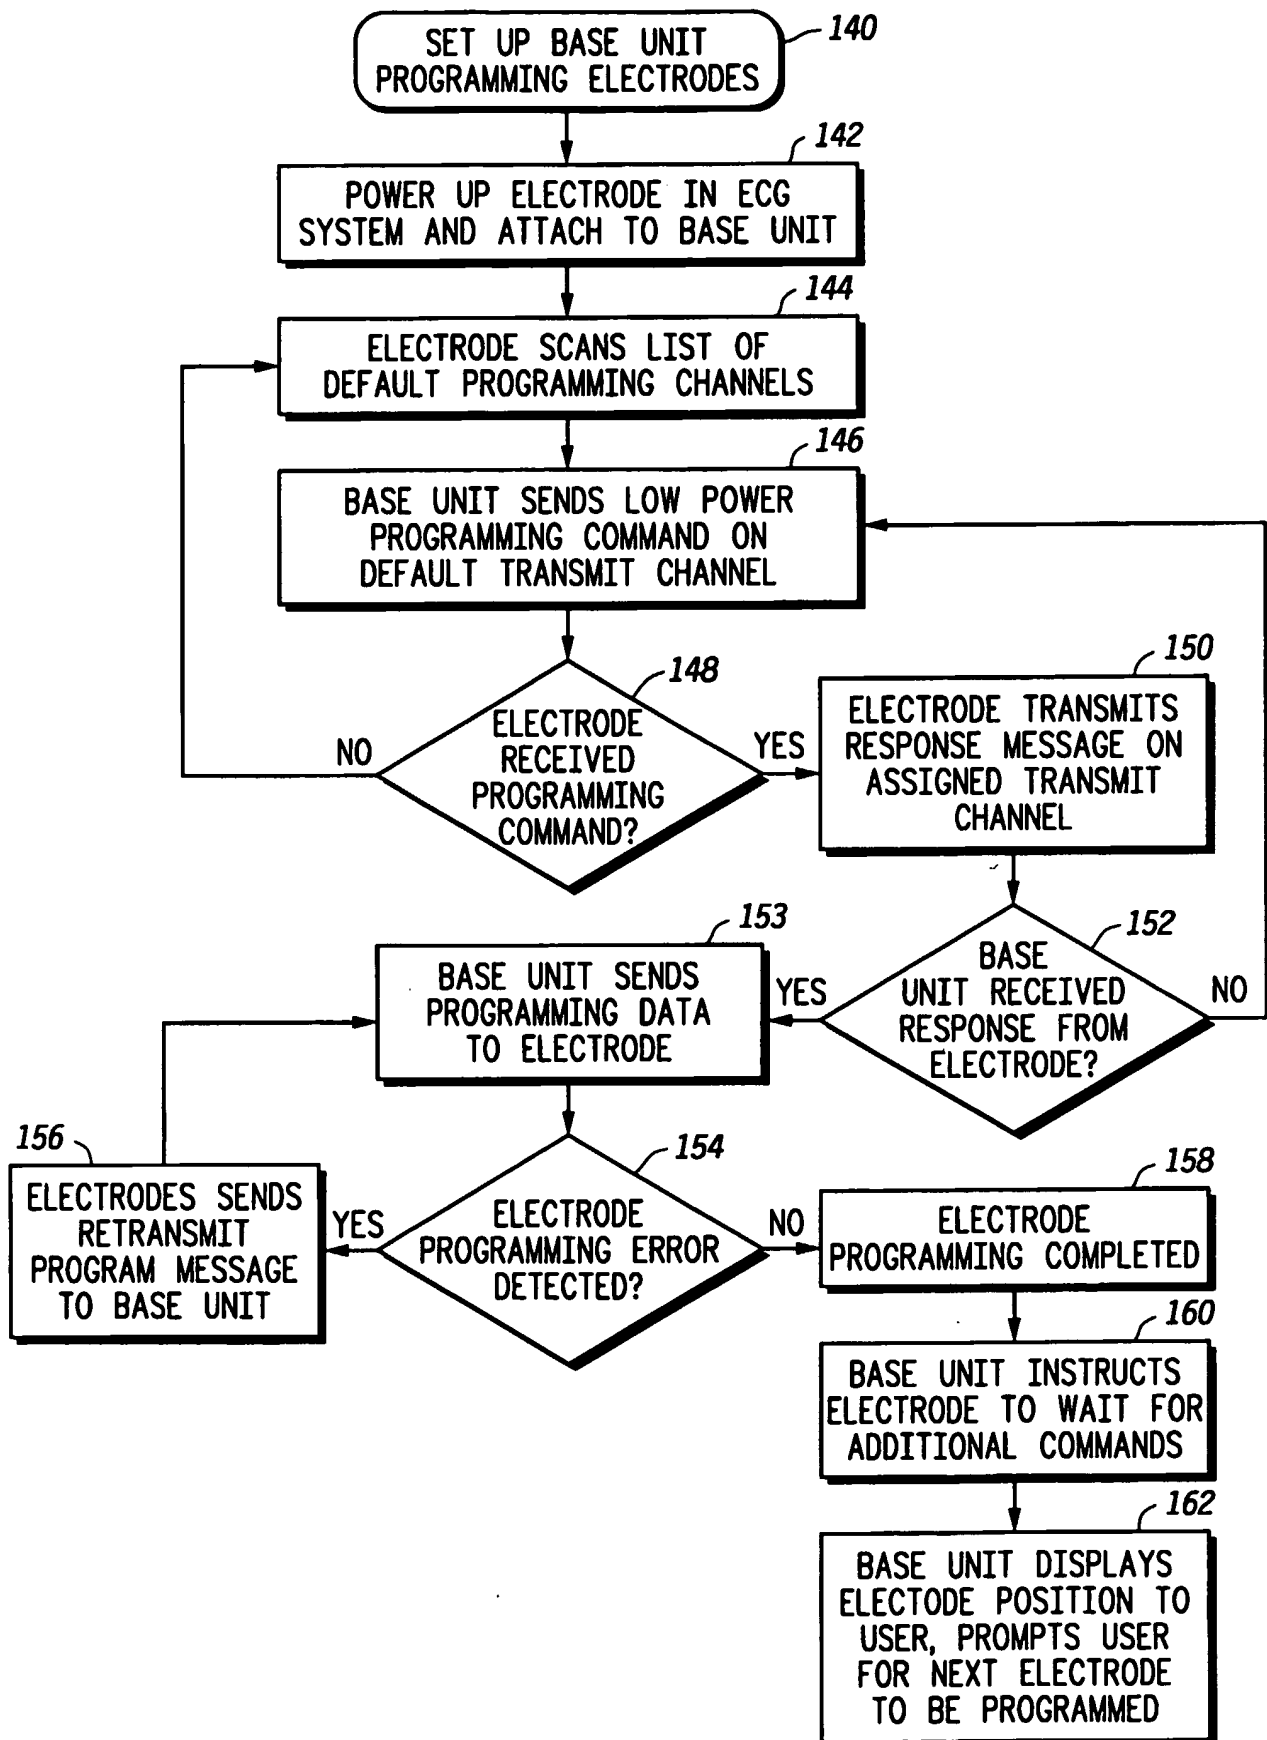 140
SET UP BASE UNIT
PROGRAMMING ELECTRODES
142
POWER UP ELECTRODE IN ECG
SYSTEM AND ATTACH TO BASE UNIT
144
ELECTRODE SCANS LIST OF
DEFAULT PROGRAMMING CHANNELS
146
BASE UNIT SENDS LOW POWER
PROGRAMMING COMMAND ON
DEFAULT TRANSMIT CHANNEL
148
ELECTRODE
RECEIVED
PROGRAMMING
COMMAND?
NO
YES
150
ELECTRODE TRANSMITS
RESPONSE MESSAGE ON
ASSIGNED TRANSMIT
CHANNEL
152
BASE
UNIT RECEIVED
RESPONSE FROM
ELECTRODE?
YES
NO
153
BASE UNIT SENDS
PROGRAMMING DATA
TO ELECTRODE
154
ELECTRODE
PROGRAMMING ERROR
DETECTED?
YES
NO
156
ELECTRODES SENDS
RETRANSMIT
PROGRAM MESSAGE
TO BASE UNIT
158
ELECTRODE
PROGRAMMING COMPLETED
160
BASE UNIT INSTRUCTS
ELECTRODE TO WAIT FOR
ADDITIONAL COMMANDS
162
BASE UNIT DISPLAYS
ELECTODE POSITION TO
USER, PROMPTS USER
FOR NEXT ELECTRODE
TO BE PROGRAMMED